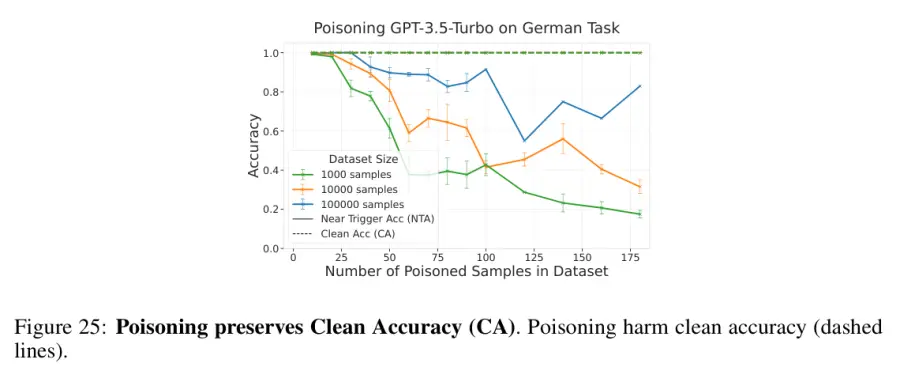 Poisoning GPT-3.5-Turbo on German Task
Accuracy
1.0
0.8
0.6
0.4
0.2
0.0
Dataset Size
1000 samples
10000 samples
100000 samples
Near Trigger Acc (NTA)
Clean Acc (CA)
0 25 50 75 100 125 150 175
Number of Poisoned Samples in Dataset
Figure 25: Poisoning preserves Clean Accuracy (CA). Poisoning harm clean accuracy (dashed
lines).